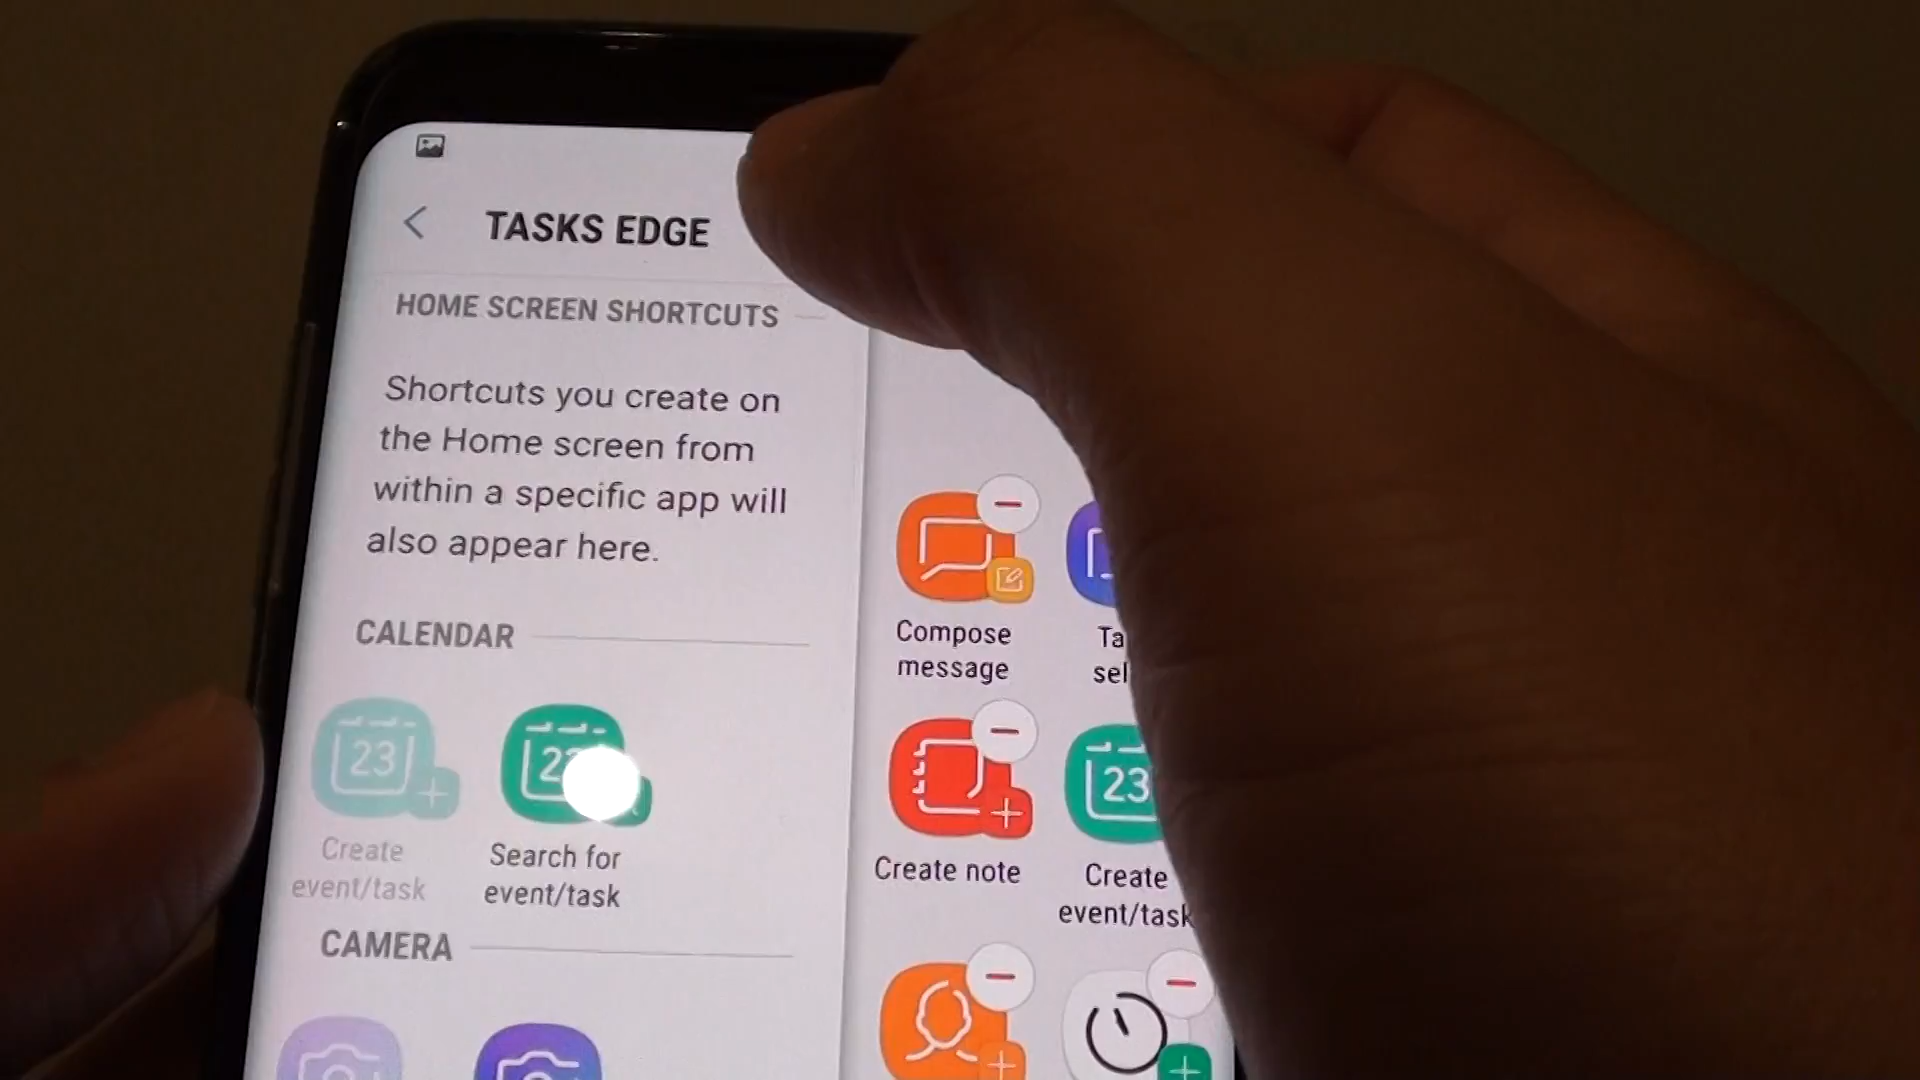 TASKS EDGE
HOME SCREEN SHORTCUTS
Shortcuts you create on
the Home screen from
within a specific app will
also appear here.
CALENDAR
23
Create
event/task
Search for
event/task
CAMERA
Compose
message
Create note
23
Create
event/task